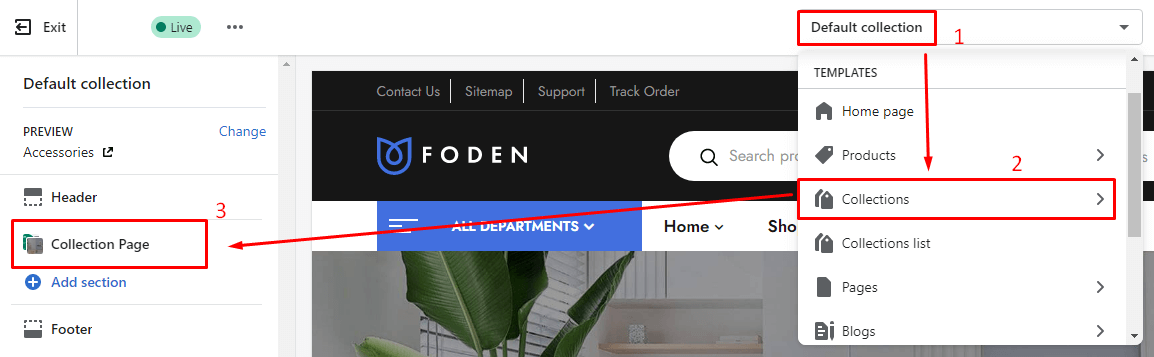 Exit
Live
Default collection
1
Default collection
PREVIEW
Change
Accessories
Header
3
Collection Page
Add section
Footer
Contact Us
Sitemap
Support
Track Order
FODEN
Search
ALL DEPARTMENTS
Home
TEMPLATES
Home page
Products
2
Collections
Collections list
Pages
Blogs